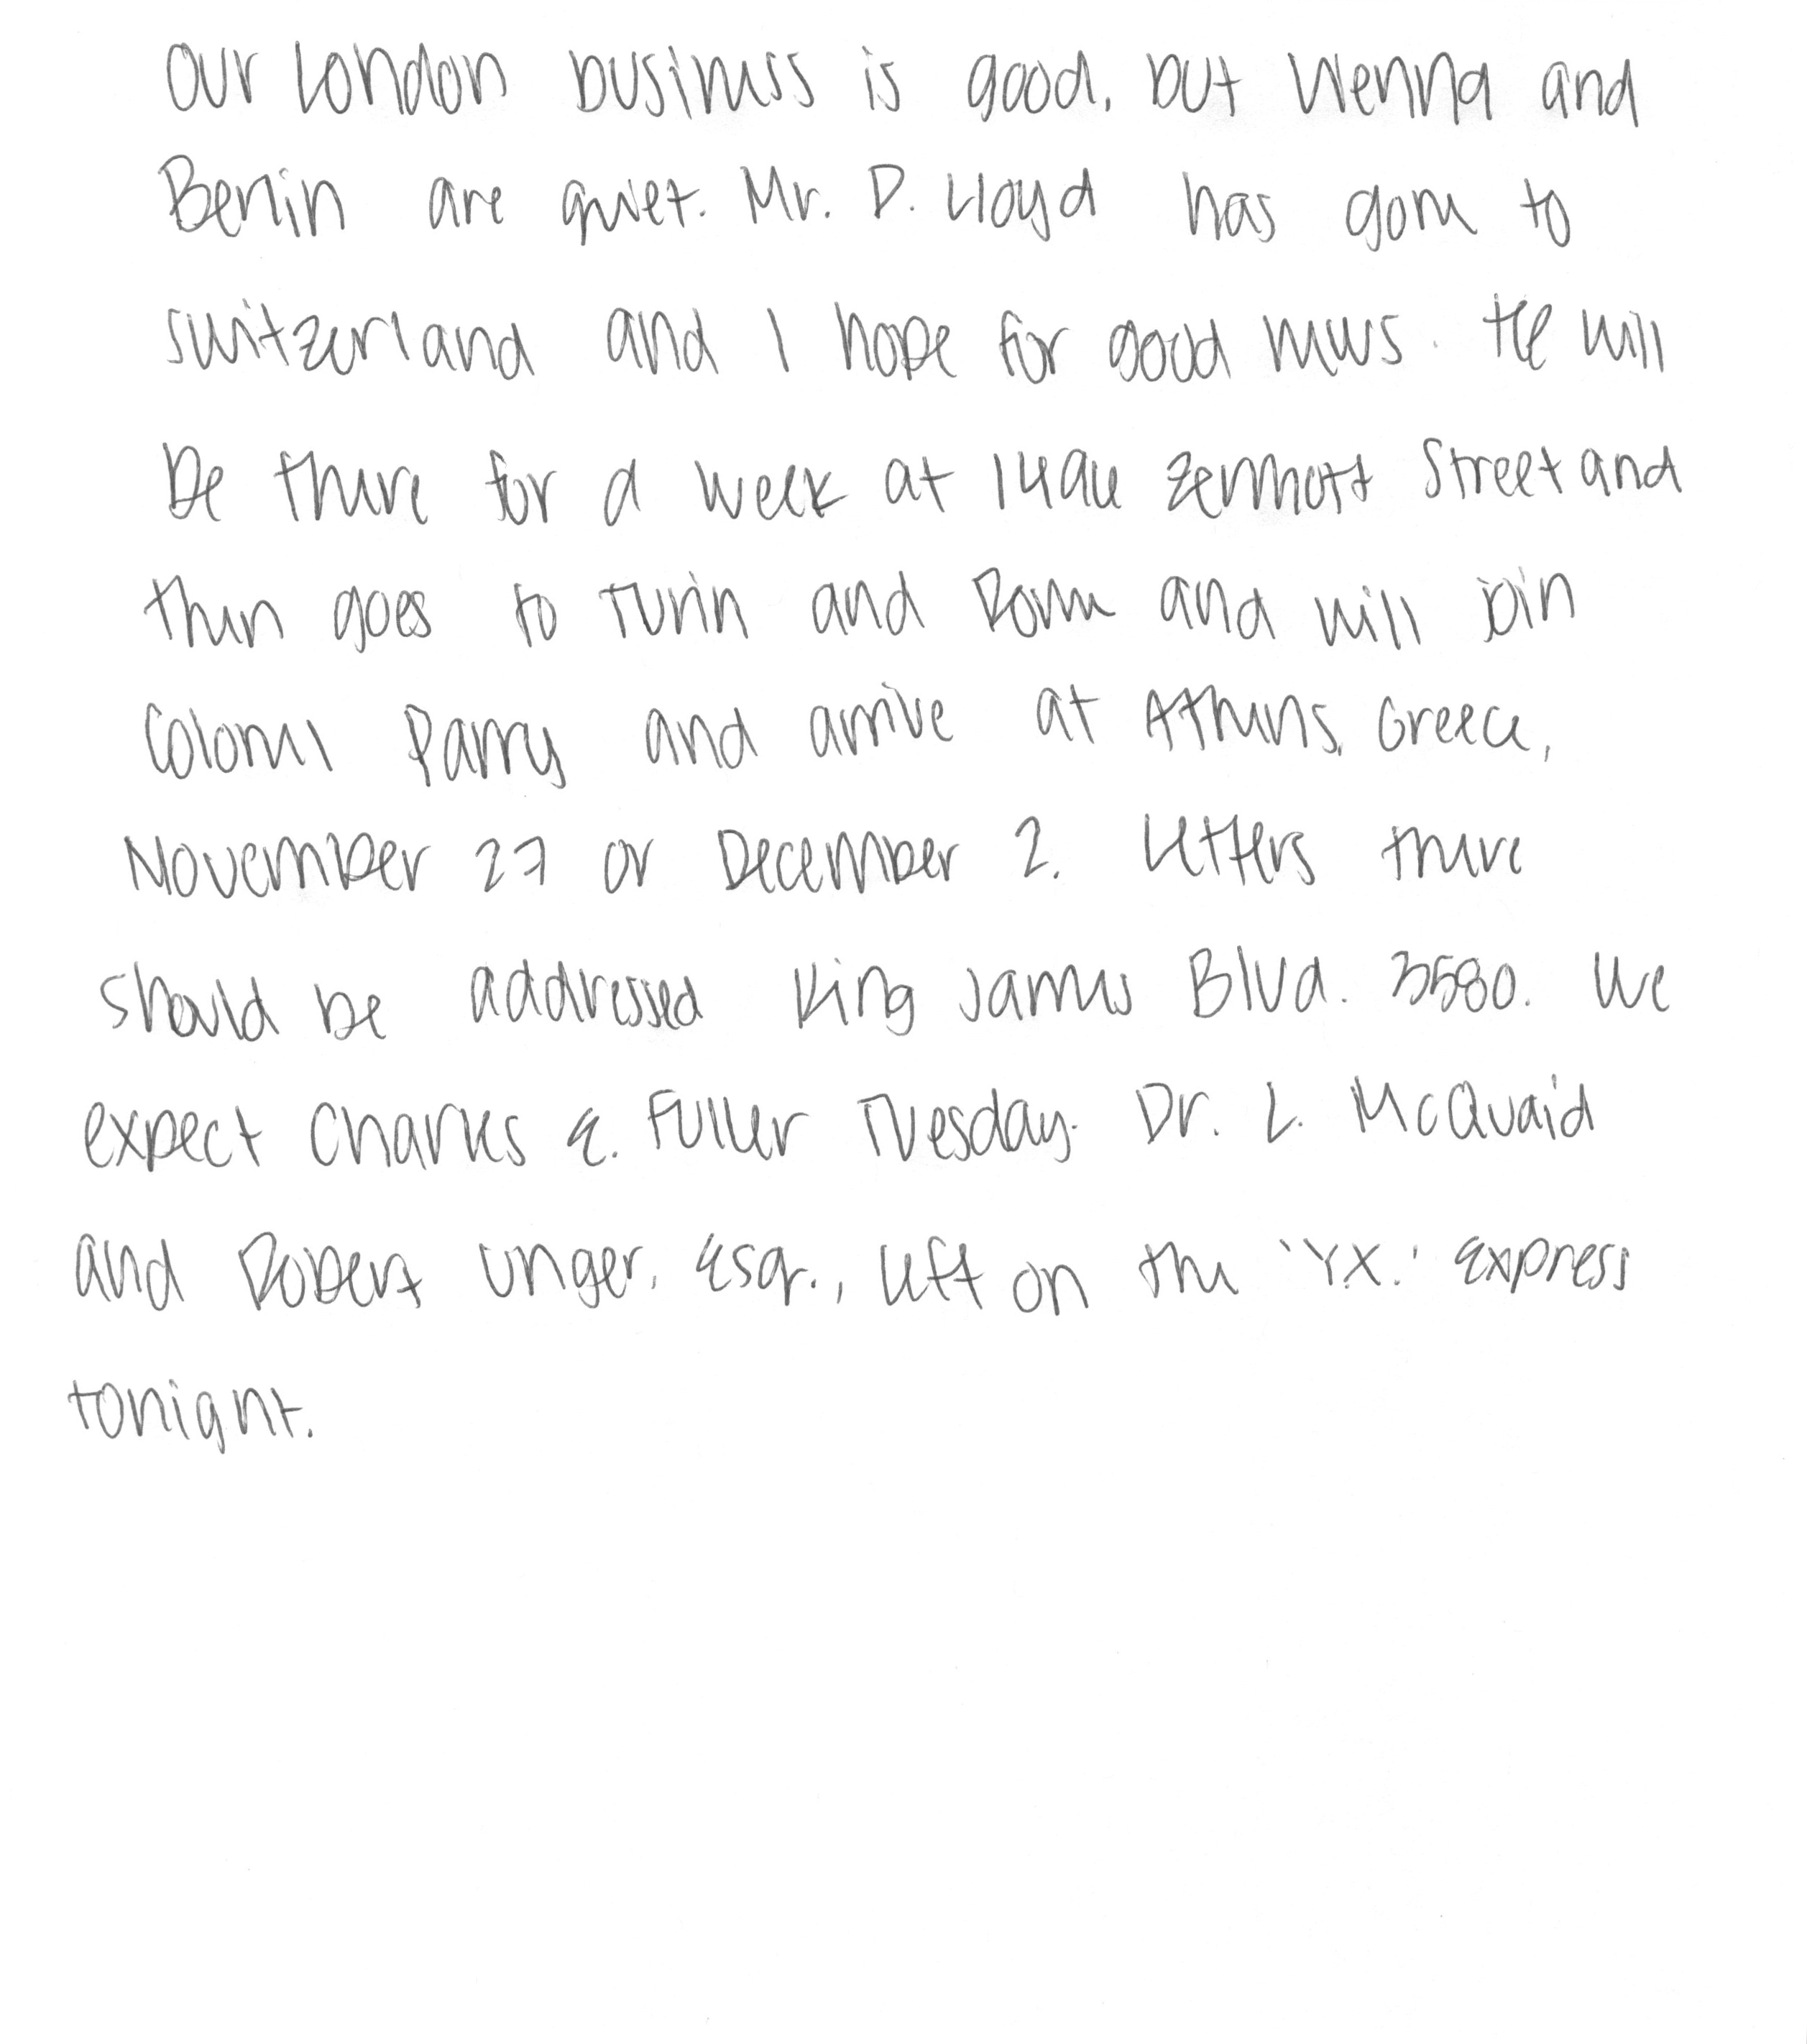 Our London business is good, but Vienna and
Berlin are quiet. Mr. D. Lloyd has gone to
Switzerland and I hope for good news. He will
be there for a week at 1496 Zermott Street and
then goes to Turin and Rome and will join
Colonel Parry and arrive at Athens, Greece,
November 27 or December 2. Letters there
should be addressed King James Blvd. 3580. We
expect Charles E. Fuller Tuesday. Dr. L. McQuaid
and Robert Unger, Esq., left on the 'Y.X.' Express
tonight.